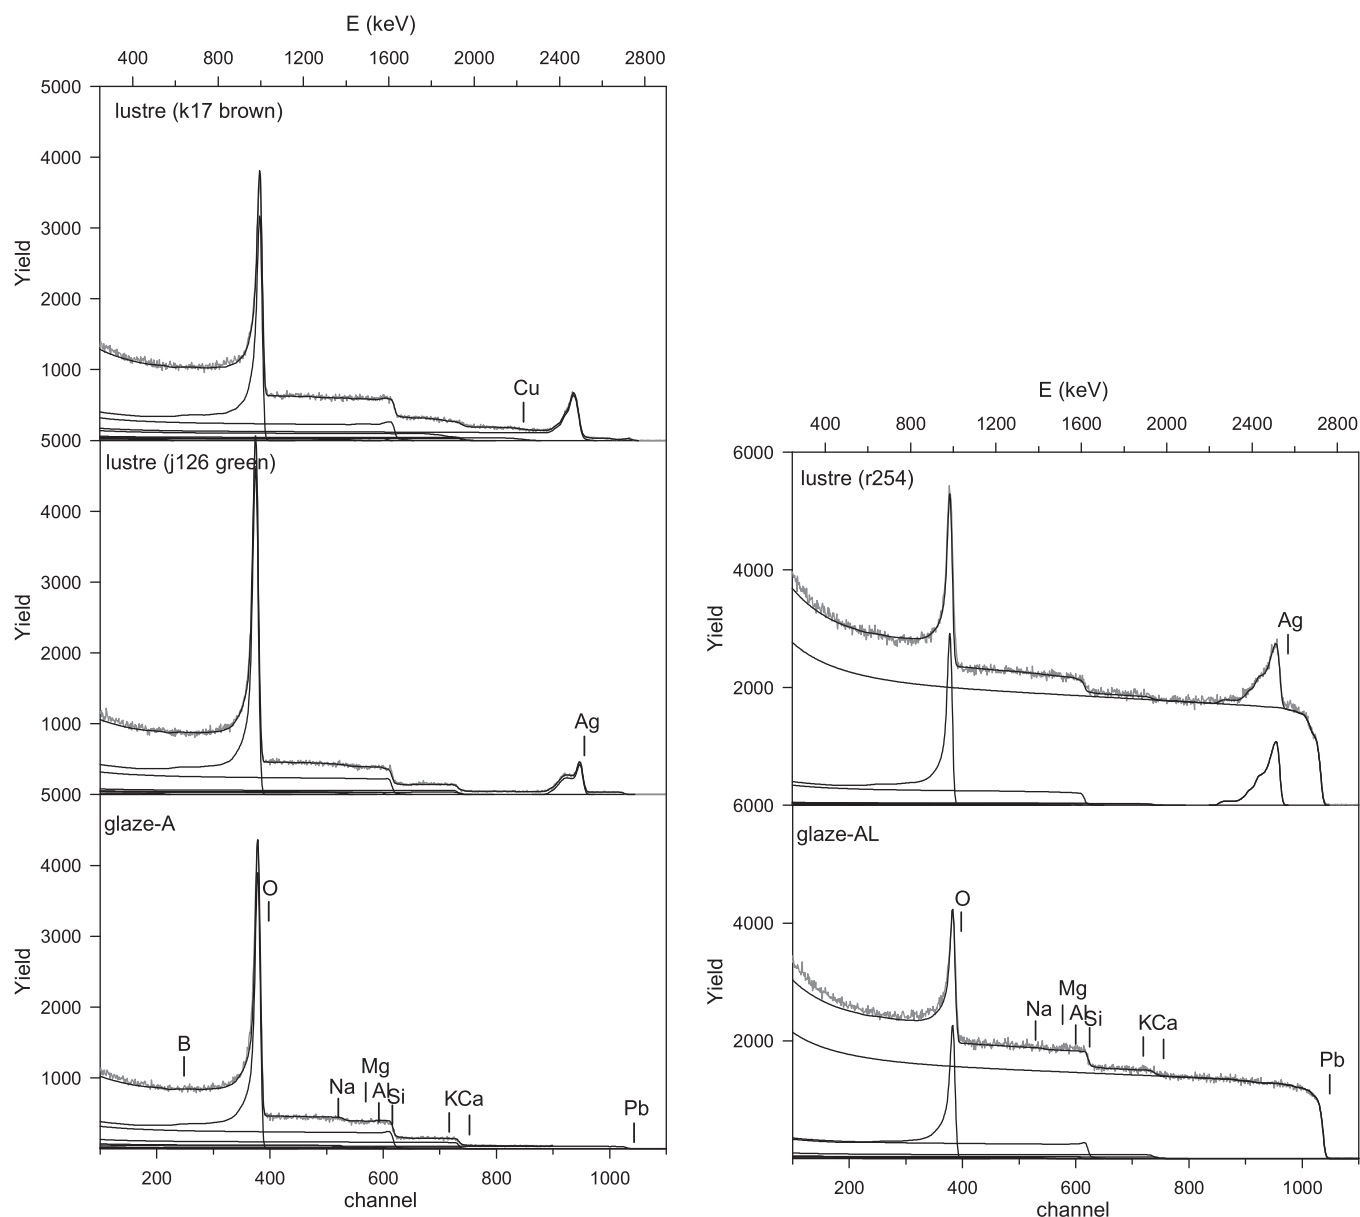 E (keV)
400 800 1200 1600 2000 2400 2800
5000
lustre (k17 brown)
4000
3000
Yield
2000
1000
Cu
5000
lustre (j126 green)
4000
3000
Yield
2000
1000
Ag
5000
glaze-A
4000
O
3000
Yield
2000
B
1000
Na
Mg
Al
Si
K
Ca
Pb
200 400 600 800 1000
channel
E (keV)
400 800 1200 1600 2000 2400 2800
6000
lustre (r254)
4000
Yield
Ag
2000
6000
glaze-AL
O
4000
Yield
Na
Mg
Al
Si
K
Ca
2000
Pb
200 400 600 800 1000
channel